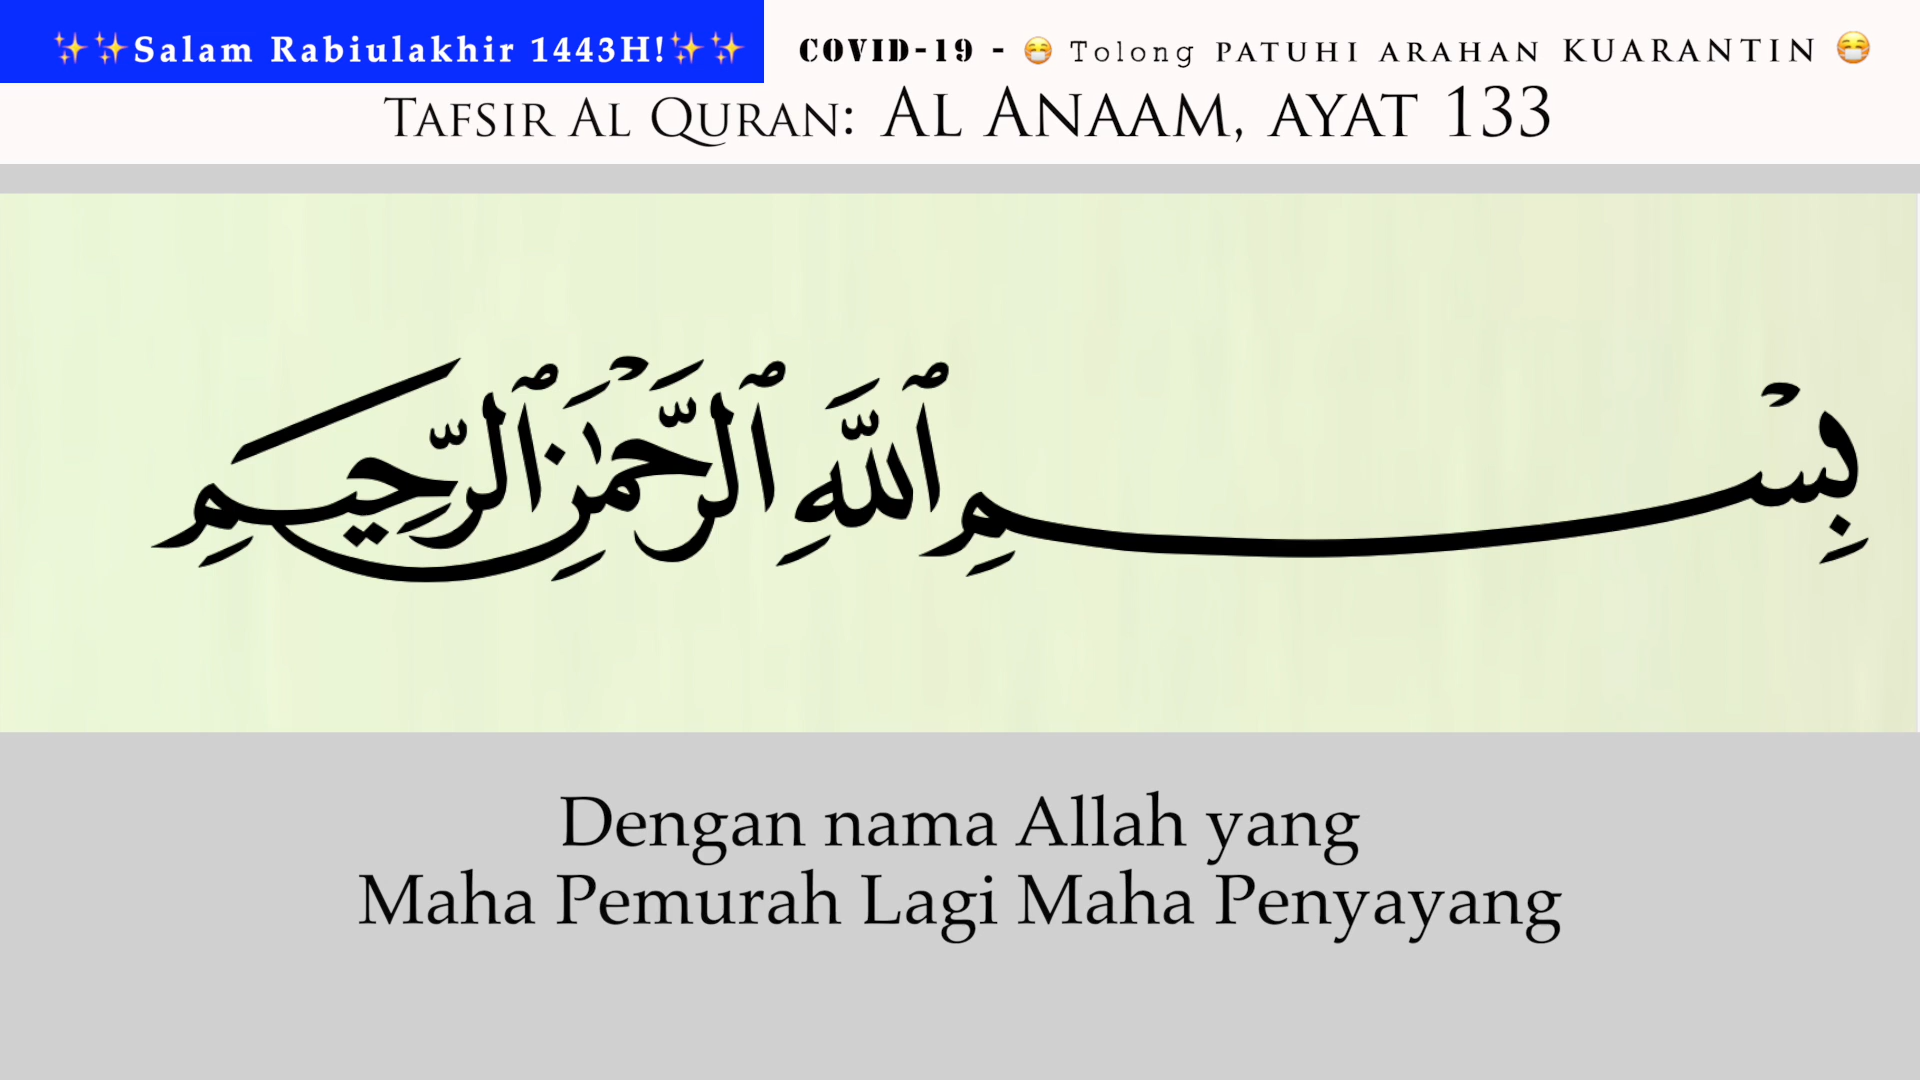 ✨✨Salam Rabiulakhir 1443H!✨✨
COVID-19 - 😷 Tolong PATUHI ARAHAN KUARANTIN 😷
TAFSIR AL QURAN: AL ANAAM, AYAT 133
بِسْمِ ٱللَّهِ ٱلرَّحْمَٰنِ ٱلرَّحِيمِ
Dengan nama Allah yang
Maha Pemurah Lagi Maha Penyayang